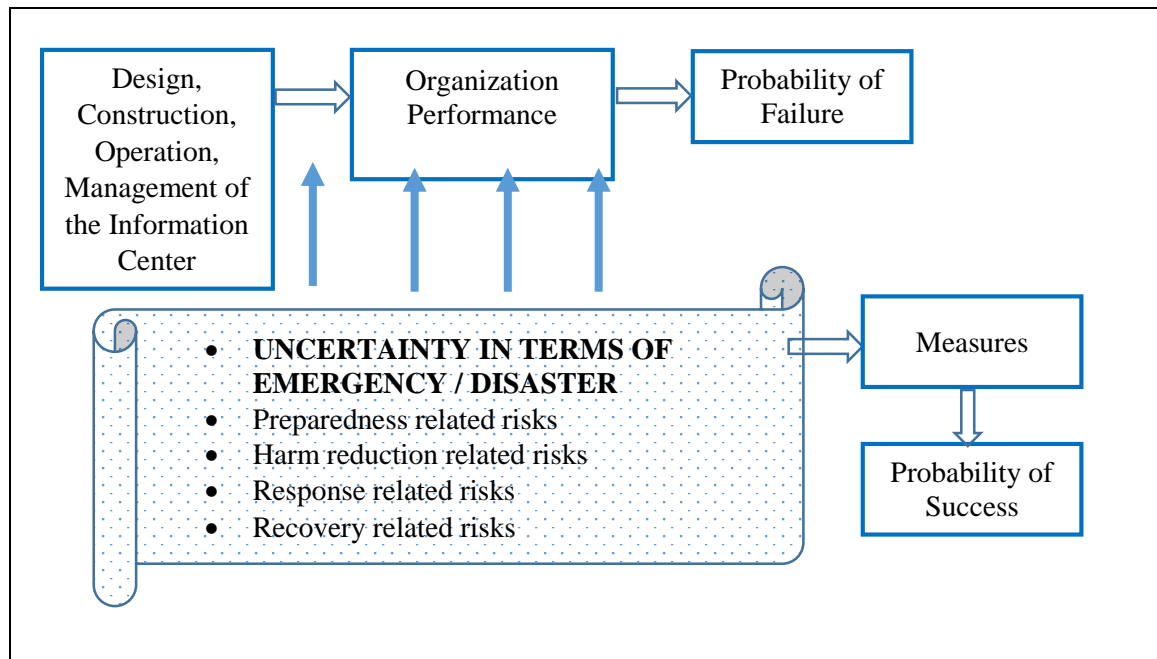 Design,
Construction,
Operation,
Management of
the Information
Center
Organization
Performance
Probability of
Failure
• UNCERTAINTY IN TERMS OF
EMERGENCY / DISASTER
• Preparedness related risks
• Harm reduction related risks
• Response related risks
• Recovery related risks
Measures
Probability of
Success